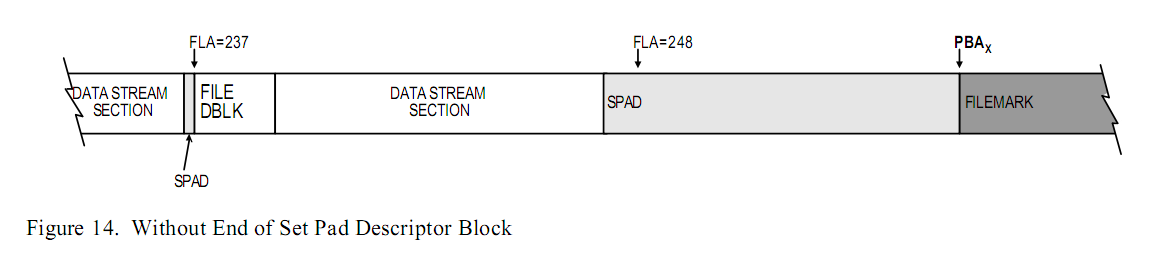 FLA=237
FLA=248
PBAX
DATA STREAM
SECTION
FILE
DBLK
DATA STREAM
SECTION
SPAD
FILEMARK
SPAD
Figure 14. Without End of Set Pad Descriptor Block